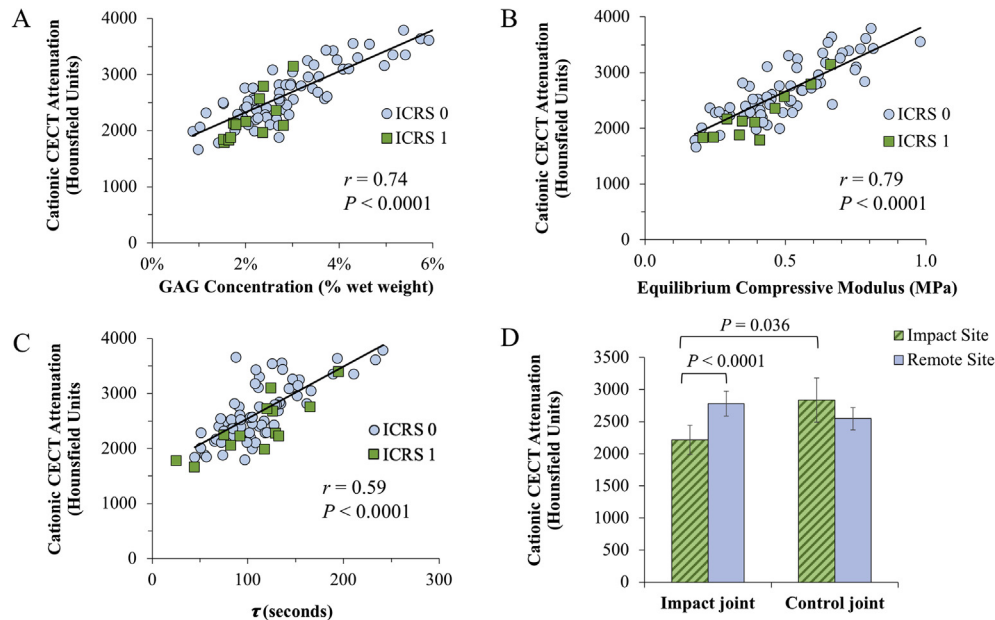 A
Cationic CECT Attenuation
(Hounsfield Units)
4000
3000
2000
1000
0
ICRS 0
ICRS 1
r = 0.74
P < 0.0001
0% 2% 4% 6%
GAG Concentration (% wet weight)
B
Cationic CECT Attenuation
(Hounsfield Units)
4000
3000
2000
1000
0
ICRS 0
ICRS 1
r = 0.79
P < 0.0001
0.0 0.5 1.0
Equilibrium Compressive Modulus (MPa)
C
Cationic CECT Attenuation
(Hounsfield Units
4000
3000
2000
1000
0
ICRS 0
ICRS 1
r = 0.59
P < 0.0001
0 100 200 300
τ (seconds)
D
Cationic CECT Attenuation
(Hounsfield Units)
3500
3000
2500
2000
1500
1000
500
0
P = 0.036
P < 0.0001
Impact Site
Remote Site
Impact joint Control joint